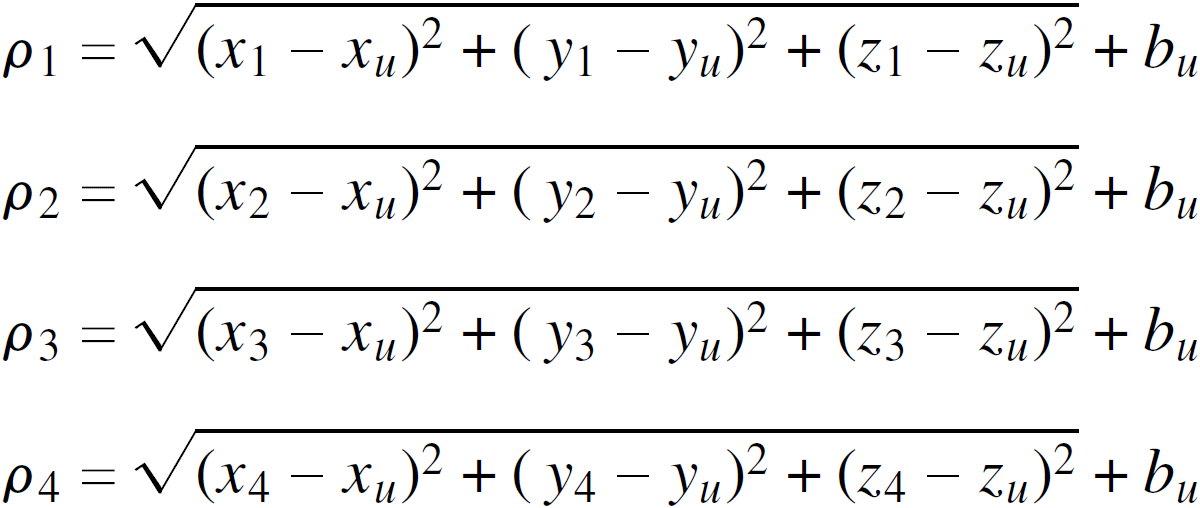 ρ₁ = √(x₁ − xᵤ)² + (y₁ − yᵤ)² + (z₁ − zᵤ)² + bᵤ
ρ₂ = √(x₂ − xᵤ)² + (y₂ − yᵤ)² + (z₂ − zᵤ)² + bᵤ
ρ₃ = √(x₃ − xᵤ)² + (y₃ − yᵤ)² + (z₃ − zᵤ)² + bᵤ
ρ₄ = √(x₄ − xᵤ)² + (y₄ − yᵤ)² + (z₄ − zᵤ)² + bᵤ